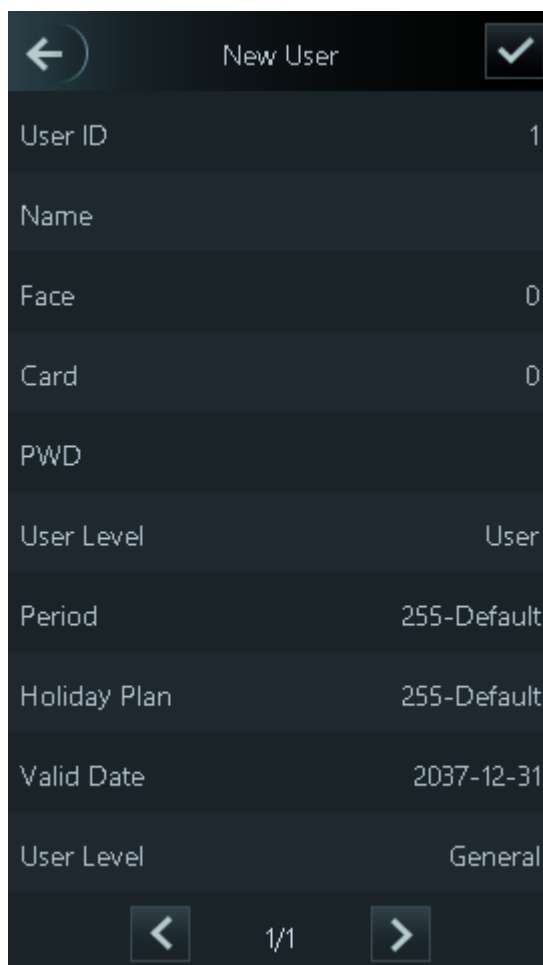 New User
User ID 1
Name
Face 0
Card 0
PWD
User Level User
Period 255-Default
Holiday Plan 255-Default
Valid Date 2037-12-31
User Level General
1/1